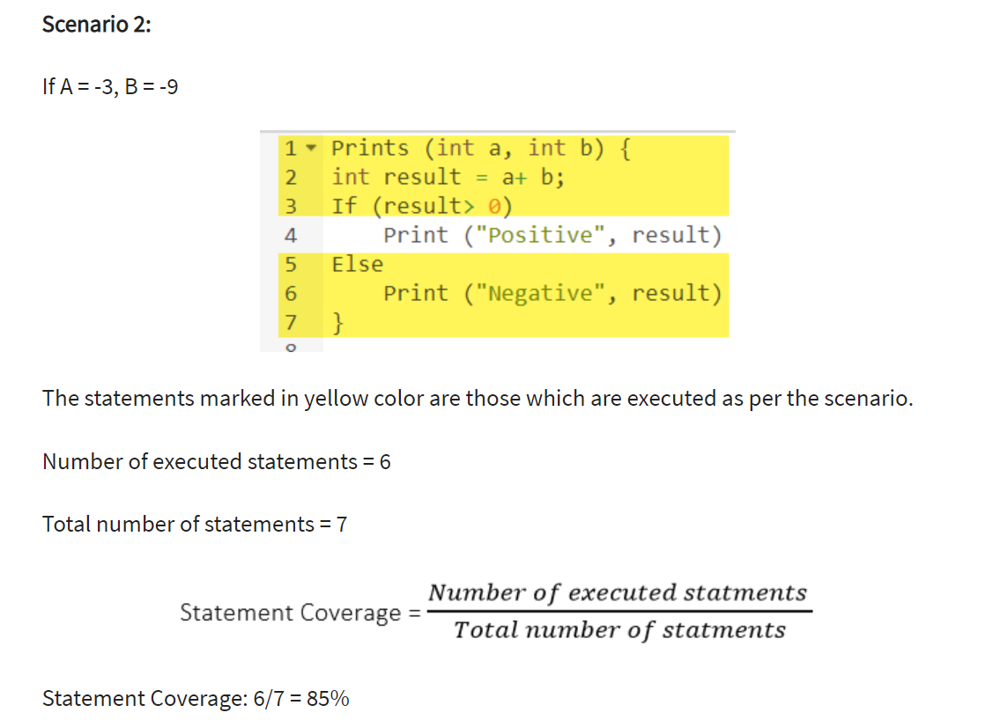 Scenario 2:
If A = -3, B = -9
1 Prints (int a, int b) {
2 int result = a+ b;
3 If (result> 0)
4 Print ("Positive", result)
5 Else
6 Print ("Negative", result)
7 }
The statements marked in yellow color are those which are executed as per the scenario.
Number of executed statements = 6
Total number of statements = 7
Number of executed statments
Statement Coverage =
Total number of statments
Statement Coverage: 6/7 = 85%